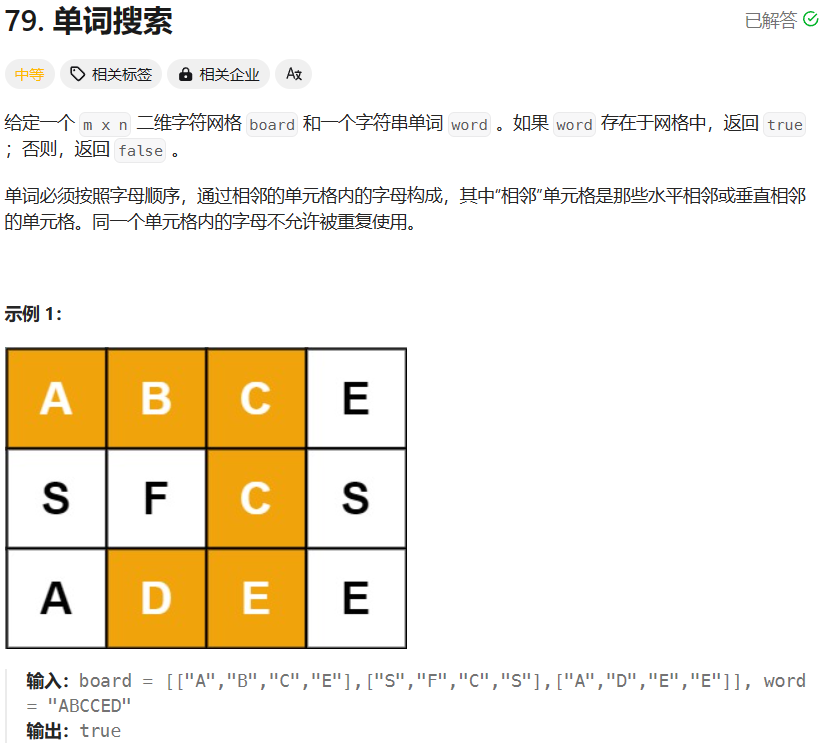 79. 单词搜索
已解答
中等 相关标签 相关企业 Aあ
给定一个 m x n 二维字符网格 board 和一个字符串单词 word 。如果 word 存在于网格中，返回 true
；否则，返回 false 。
单词必须按照字母顺序，通过相邻的单元格内的字母构成，其中“相邻”单元格是那些水平相邻或垂直相邻
的单元格。同一个单元格内的字母不允许被重复使用。
示例 1：
A B C E
S F C S
A D E E
输入：board = [["A","B","C","E"],["S","F","C","S"],["A","D","E","E"]], word
= "ABCCED"
输出：true